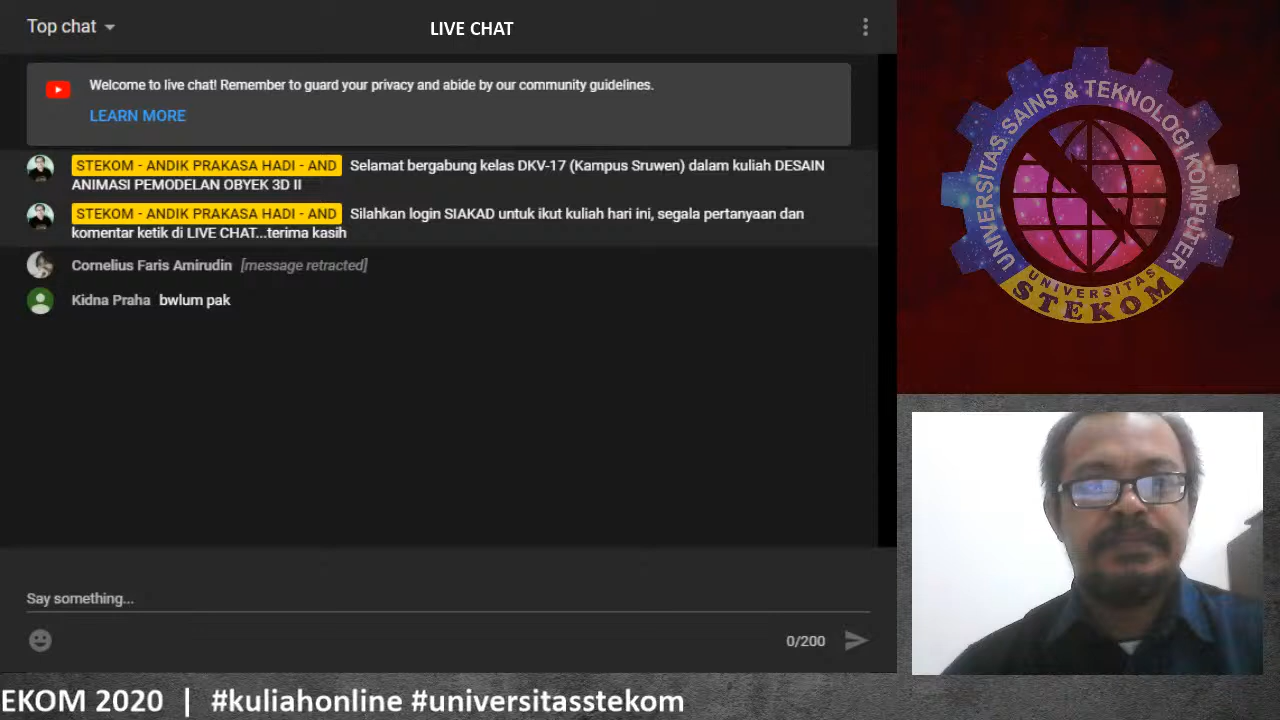 Top chat
LIVE CHAT
Welcome to live chat! Remember to guard your privacy and abide by our community guidelines.
LEARN MORE
STEKOM - ANDIK PRAKASA HADI - AND Selamat bergabung kelas DKV-17 (Kampus Sruwen) dalam kuliah DESAIN
ANIMASI PEMODELAN OBYEK 3D II
STEKOM - ANDIK PRAKASA HADI - AND Silahkan login SIAKAD untuk ikut kuliah hari ini, segala pertanyaan dan
komentar ketik di LIVE CHAT...terima kasih
Cornelius Faris Amirudin [message retracted]
Kidna Praha bwlum pak
Say something...
0/200
UNIVERSITAS SAINS & TEKNOLOGI KOMPUTER
UNIVERSITAS
STEKOM
EKOM 2020 | #kuliahonline #universitasstekom